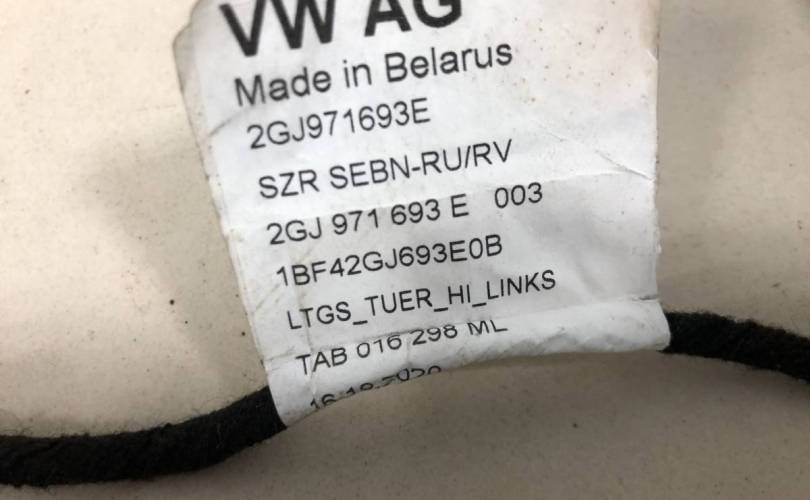 VW AG
Made in Belarus
2GJ971693E
SZR SEBN-RU/RV
2GJ 971 693 E 003
1BF42GJ693E0B
LTGS_TUER_HI_LINKS
TAB 016 298 ML